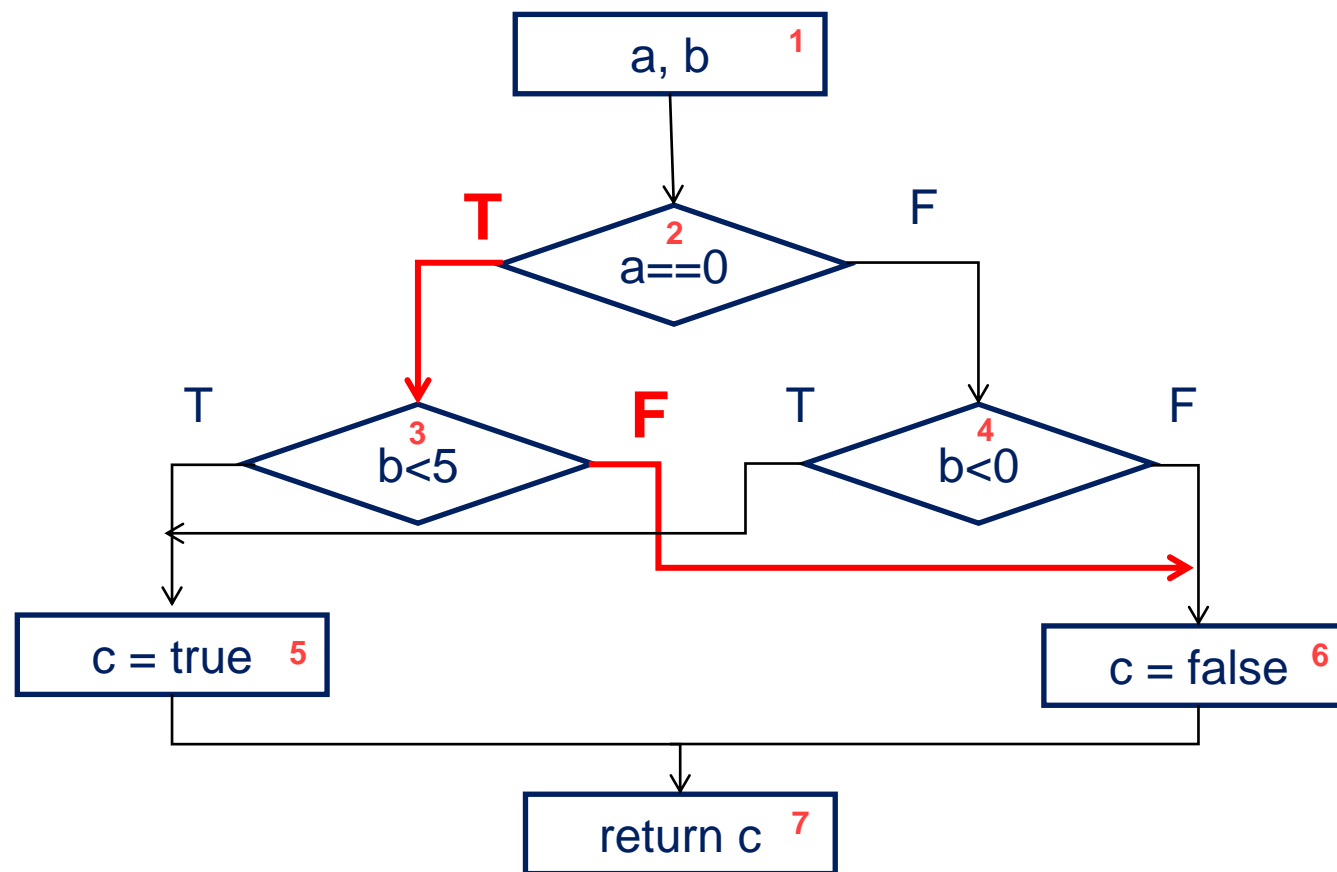 a, b 1
T F
2
a==0
T F T F
3 4
b<5 b<0
c = true 5 c = false 6
return c 7